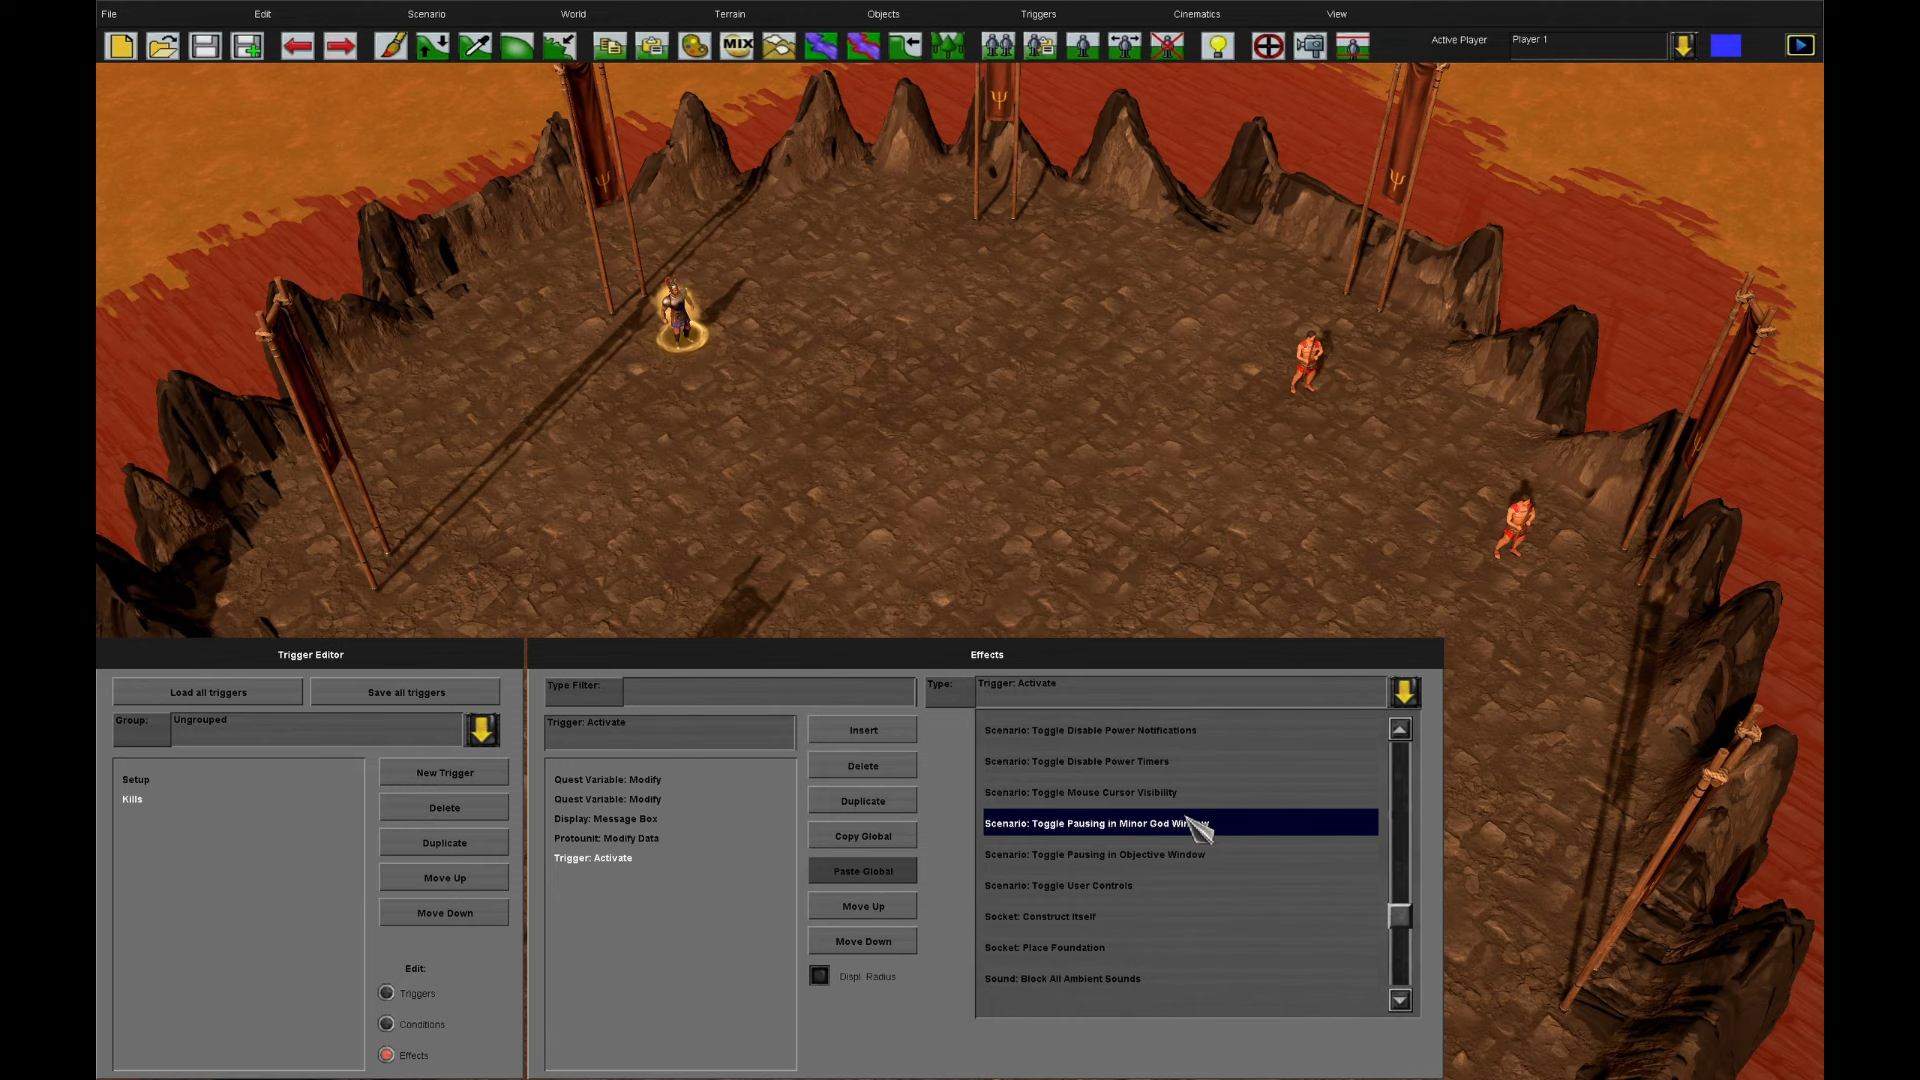 File Edit Scenario World Terrain Objects Triggers Cinematics View
MIX Active Player Player 1
Trigger Editor
Load all triggers Save all triggers
Group: Ungrouped
Setup
Kills
New Trigger
Delete
Duplicate
Move Up
Move Down
Edit:
Triggers
Conditions
Effects
Effects
Type Filter:
Trigger: Activate
Quest Variable: Modify
Quest Variable: Modify
Display: Message Box
Protounit: Modify Data
Trigger: Activate
Insert
Delete
Duplicate
Copy Global
Paste Global
Move Up
Move Down
Displ. Radius
Type: Trigger: Activate
Scenario: Toggle Disable Power Notifications
Scenario: Toggle Disable Power Timers
Scenario: Toggle Mouse Cursor Visibility
Scenario: Toggle Pausing in Minor God Window
Scenario: Toggle Pausing in Objective Window
Scenario: Toggle User Controls
Socket: Construct Itself
Socket: Place Foundation
Sound: Block All Ambient Sounds